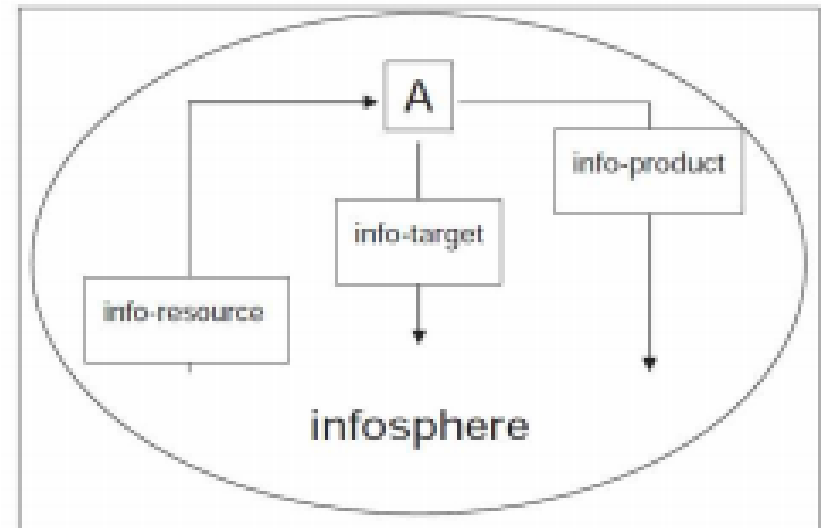 A
info-product
info-target
info-resource
infosphere